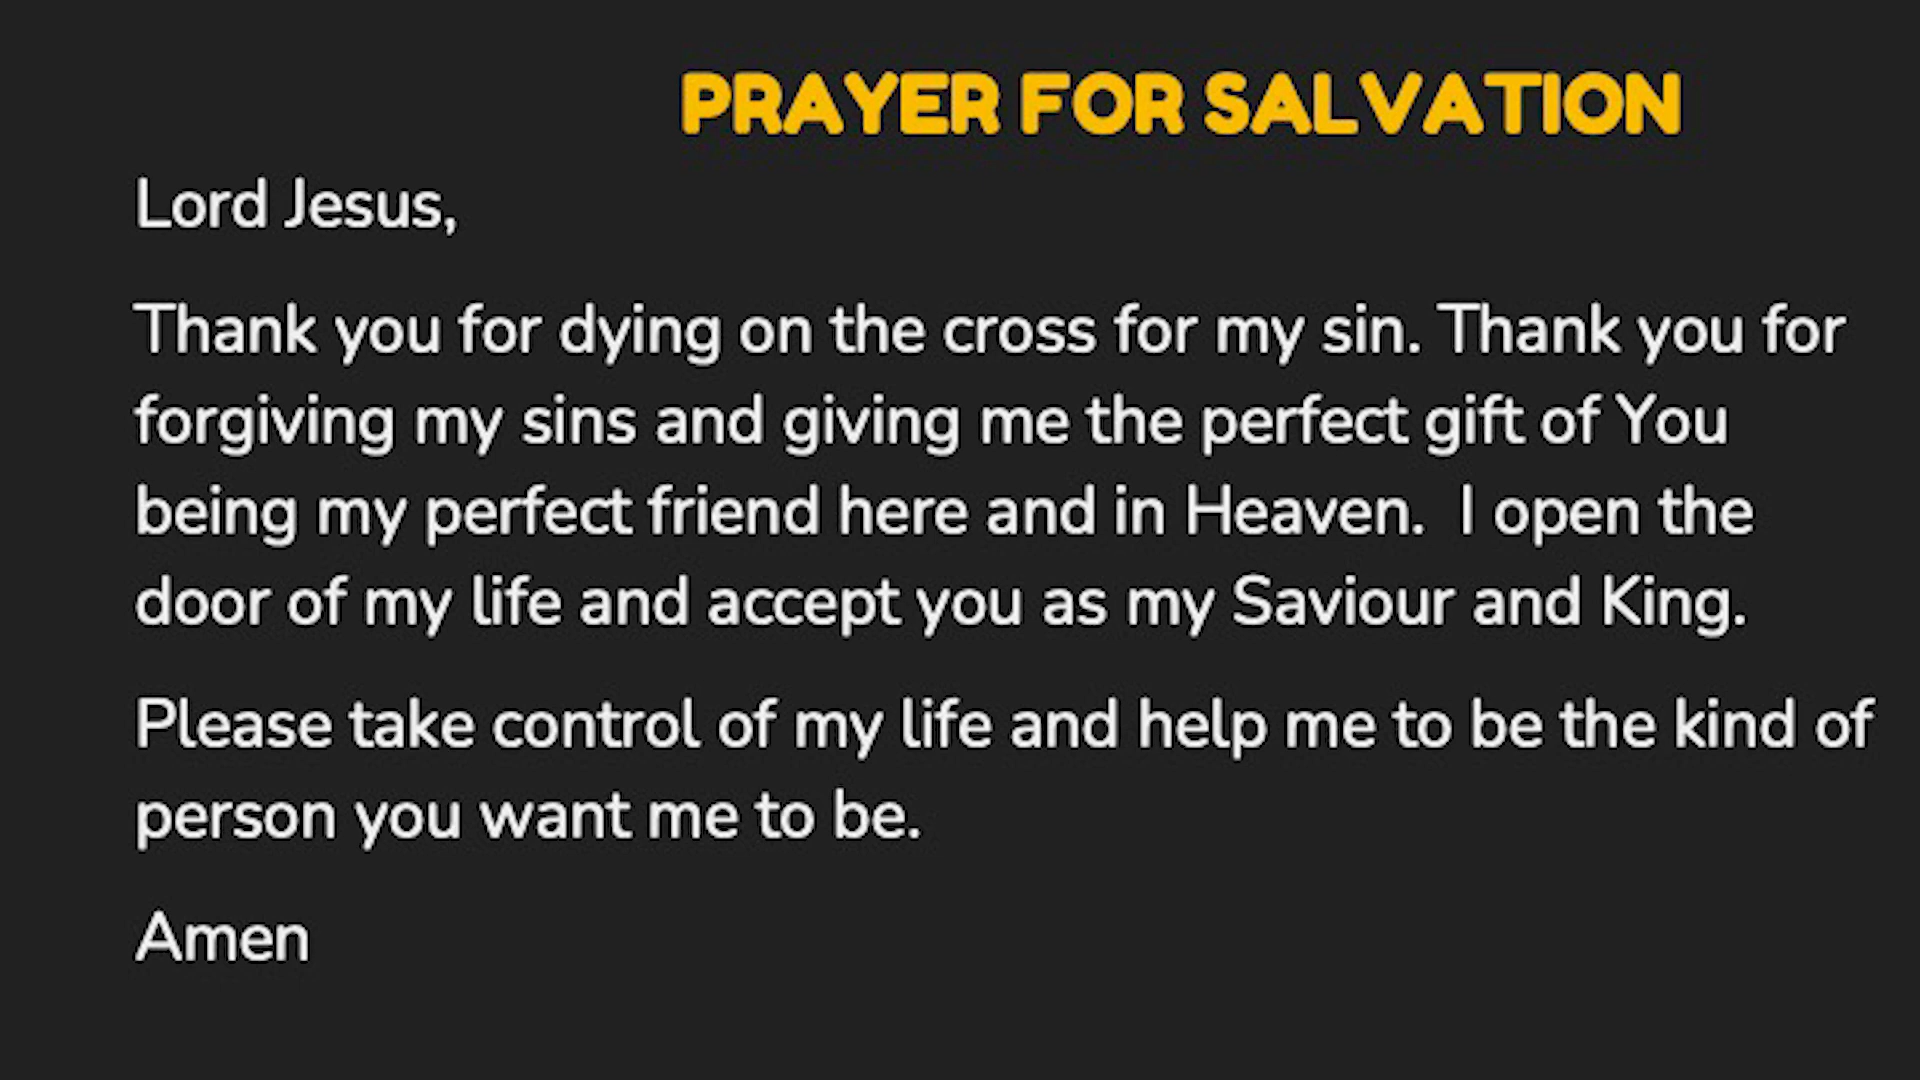 PRAYER FOR SALVATION
Lord Jesus,
Thank you for dying on the cross for my sin. Thank you for
forgiving my sins and giving me the perfect gift of You
being my perfect friend here and in Heaven.  I open the
door of my life and accept you as my Saviour and King.
Please take control of my life and help me to be the kind of
person you want me to be.
Amen